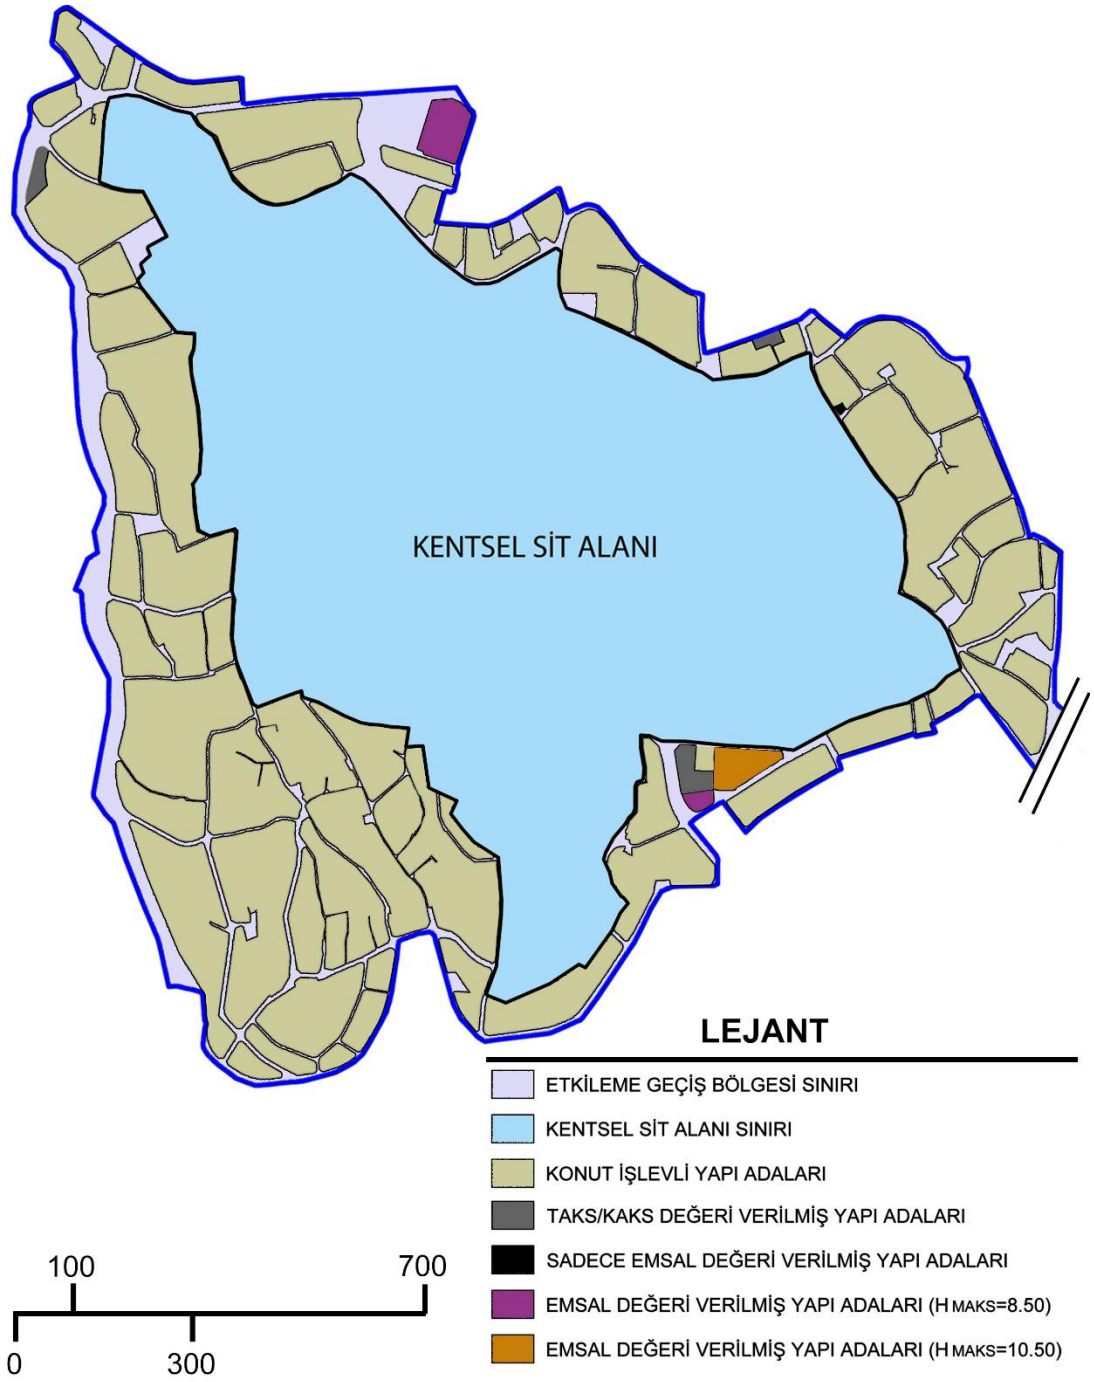 KENTSEL SİT ALANI
LEJANT
ETKİLEME GEÇİŞ BÖLGESİ SINIRI
KENTSEL SİT ALANI SINIRI
KONUT İŞLEVLİ YAPI ADALARI
TAKS/KAKS DEĞERİ VERİLMİŞ YAPI ADALARI
SADECE EMSAL DEĞERİ VERİLMİŞ YAPI ADALARI
EMSAL DEĞERİ VERİLMİŞ YAPI ADALARI (H MAKS=8.50)
EMSAL DEĞERİ VERİLMİŞ YAPI ADALARI (H MAKS=10.50)
100 700
0 300